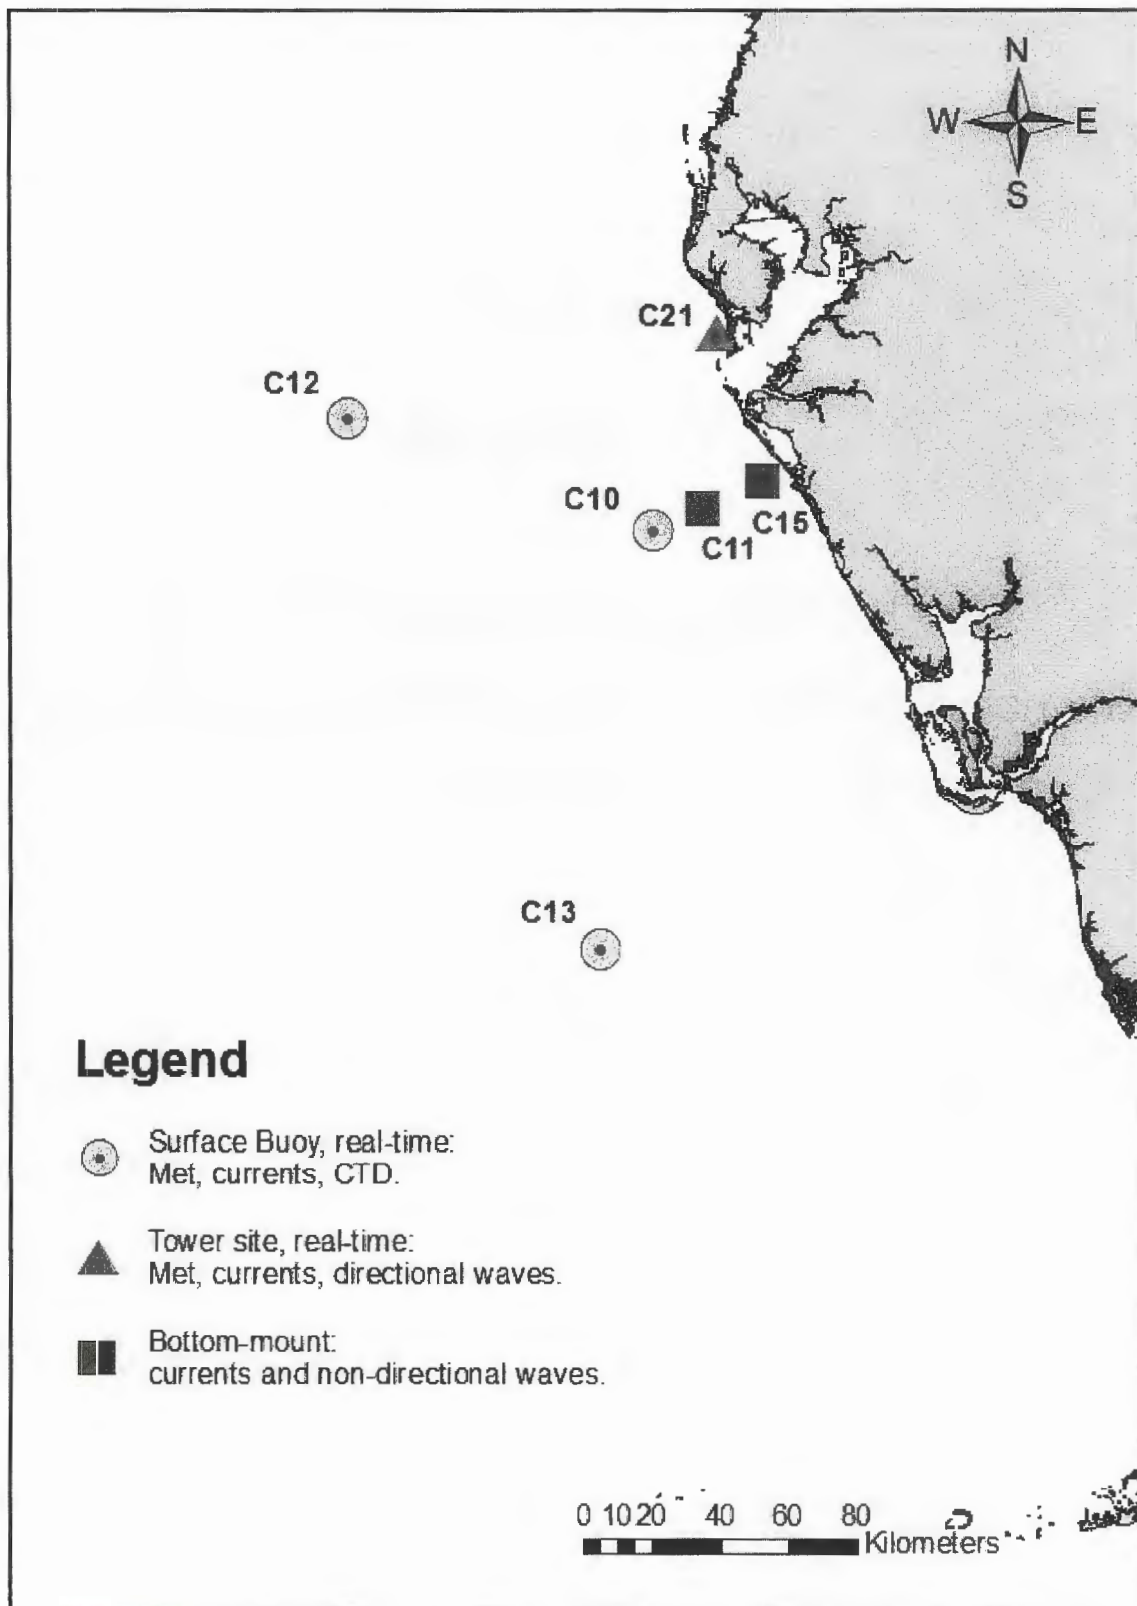 N
W E
S
C21
C12
C10
C15
C11
C13
Legend
Surface Buoy, real-time:
Met, currents, CTD.
Tower site, real-time:
Met, currents, directional waves.
Bottom-mount:
currents and non-directional waves.
0 10 20 40 60 80
Kilometers